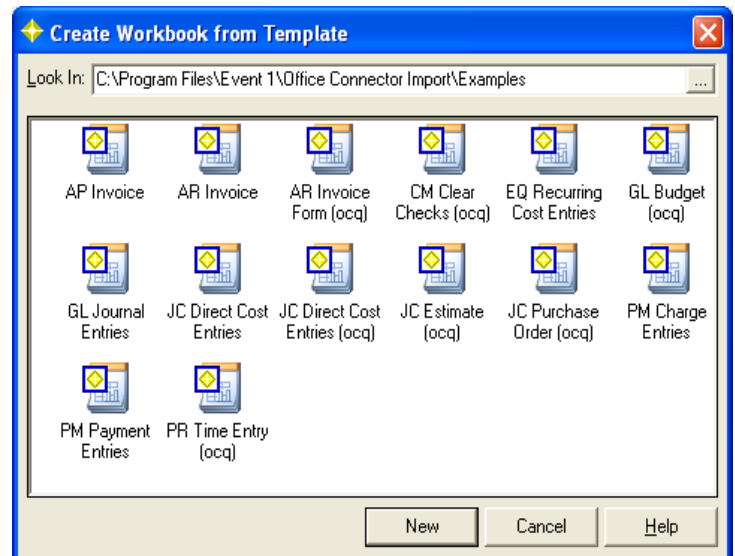 Create Workbook from Template
Look In: C:\Program Files\Event 1\Office Connector Import\Examples ...
AP Invoice AR Invoice AR Invoice CM Clear EQ Recurring GL Budget
Form (ocq) Checks (ocq) Cost Entries (ocq)
GL Journal JC Direct Cost JC Direct Cost JC Estimate JC Purchase PM Charge
Entries Entries Entries (ocq) (ocq) Order (ocq) Entries
PM Payment PR Time Entry
Entries (ocq)
New Cancel Help